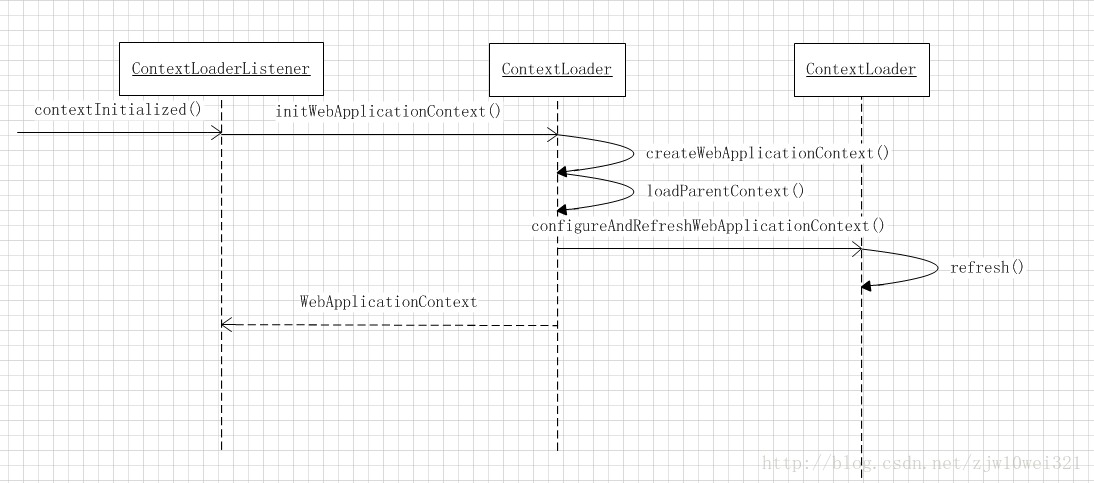 ContextLoaderListener
ContextLoader
ContextLoader
contextInitialized()
initWebApplicationContext()
createWebApplicationContext()
loadParentContext()
configureAndRefreshWebApplicationContext()
refresh()
WebApplicationContext
http://blog.csdn.net/zjw10wei321